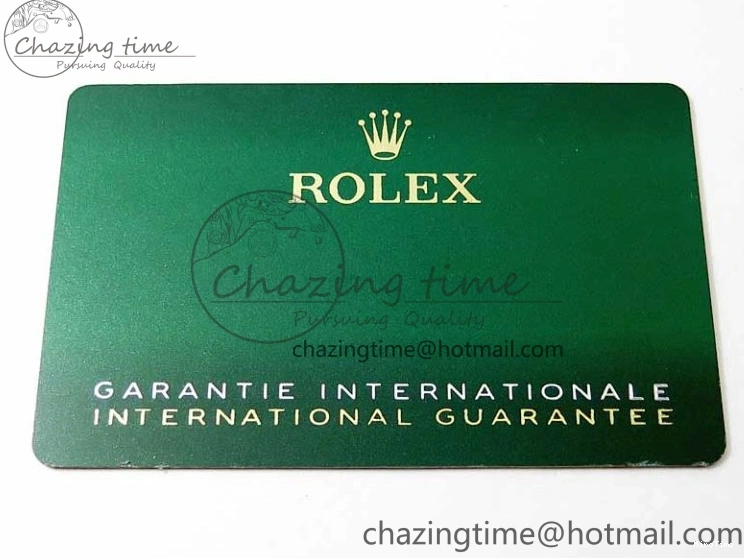 Chazing time
Pursuing Quality
ROLEX
Chazing time
Pursuing Quality
chazingtime@hotmail.com
GARANTIE INTERNATIONALE
INTERNATIONAL GUARANTEE
chazingtime@hotmail.com